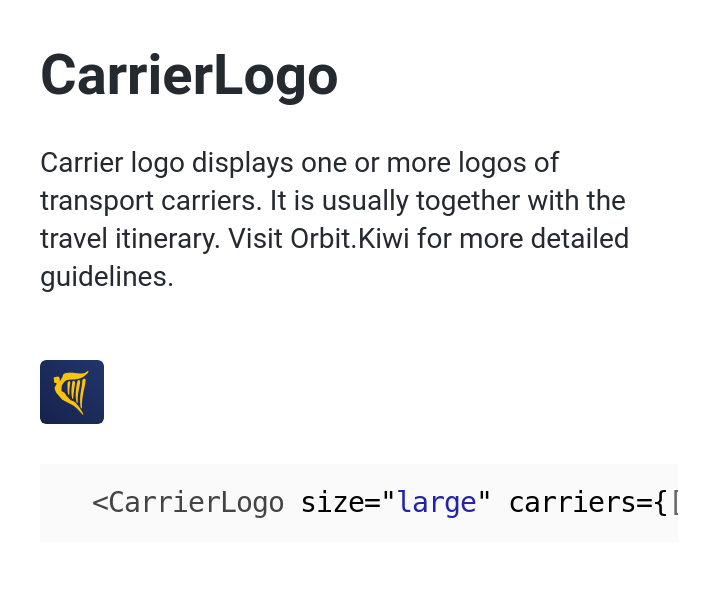 CarrierLogo
Carrier logo displays one or more logos of
transport carriers. It is usually together with the
travel itinerary. Visit Orbit.Kiwi for more detailed
guidelines.
<CarrierLogo size="large" carriers={[